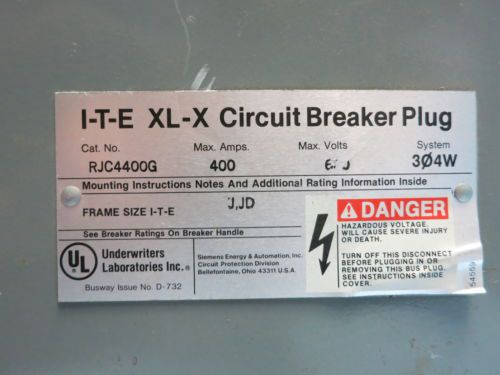 I-T-E XL-X Circuit Breaker Plug
Cat. No. Max. Amps. Max. Volts System
RJC4400G 400 3Ø4W
Mounting Instructions Notes And Additional Rating Information Inside
FRAME SIZE I-T-E J,JD
See Breaker Ratings On Breaker Handle
UL
Underwriters
Laboratories Inc.®
Busway Issue No. D-732
Siemens Energy & Automation, Inc.
Circuit Protection Division
Bellefontaine, Ohio 43311 U.S.A.
DANGER
HAZARDOUS VOLTAGE.
WILL CAUSE SEVERE INJURY
OR DEATH.
TURN OFF THIS DISCONNECT
BEFORE PLUGGING IN OR
REMOVING THIS BUS PLUG.
SEE INSTRUCTIONS INSIDE
COVER.